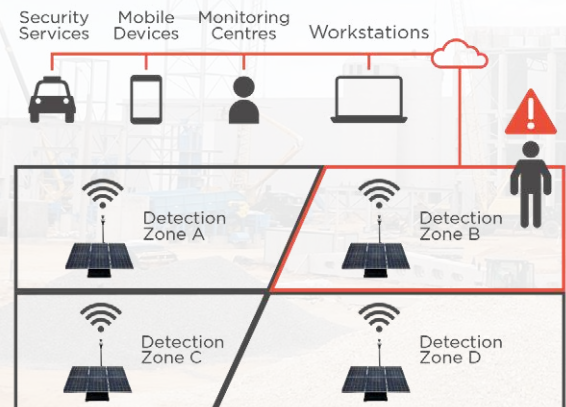 Security
Services
Mobile
Devices
Monitoring
Centres
Workstations
Detection
Zone A
Detection
Zone B
Detection
Zone C
Detection
Zone D